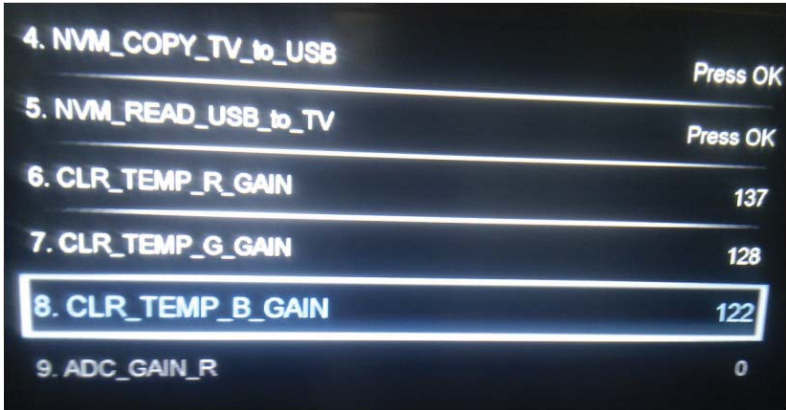 4. NVM_COPY_TV_to_USB Press OK
5. NVM_READ_USB_to_TV Press OK
6. CLR_TEMP_R_GAIN 137
7. CLR_TEMP_G_GAIN 128
8. CLR_TEMP_B_GAIN 122
9. ADC_GAIN_R 0